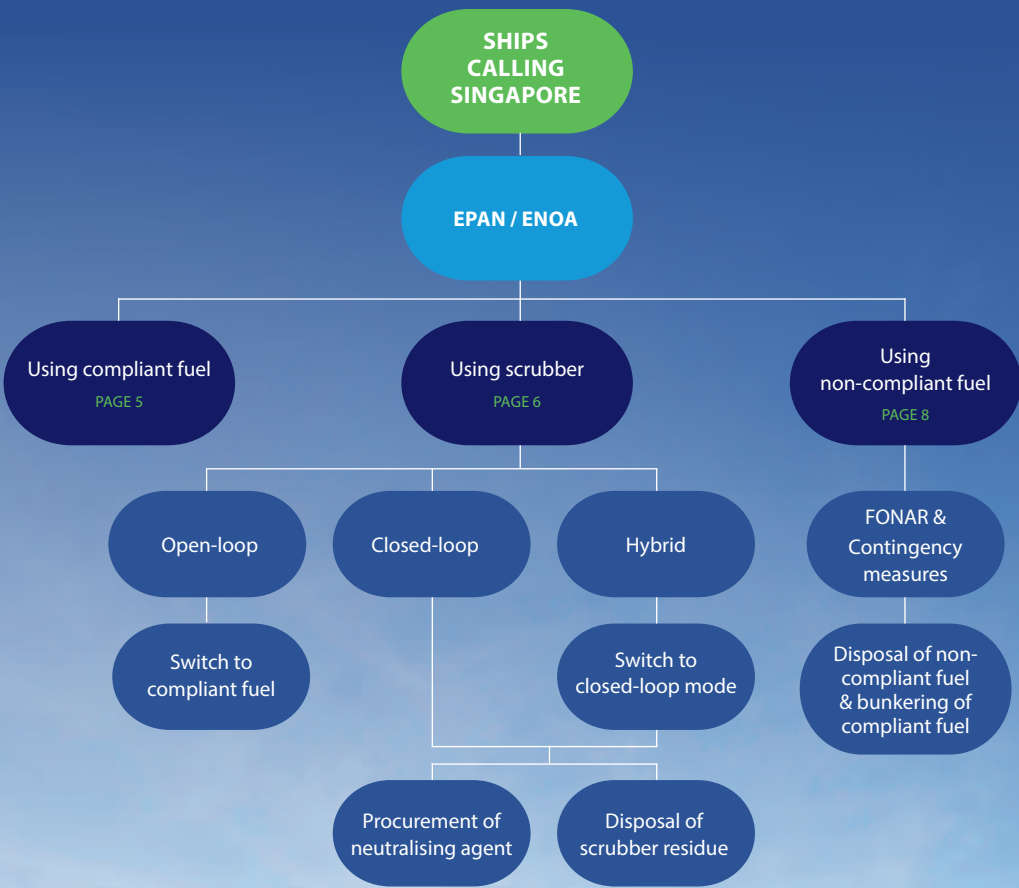 SHIPS
CALLING
SINGAPORE
EPAN / ENOA
Using compliant fuel
PAGE 5
Using scrubber
PAGE 6
Using
non-compliant fuel
PAGE 8
Open-loop
Closed-loop
Hybrid
FONAR &
Contingency
measures
Switch to
compliant fuel
Switch to
closed-loop mode
Disposal of non-
compliant fuel
& bunkering of
compliant fuel
Procurement of
neutralising agent
Disposal of
scrubber residue